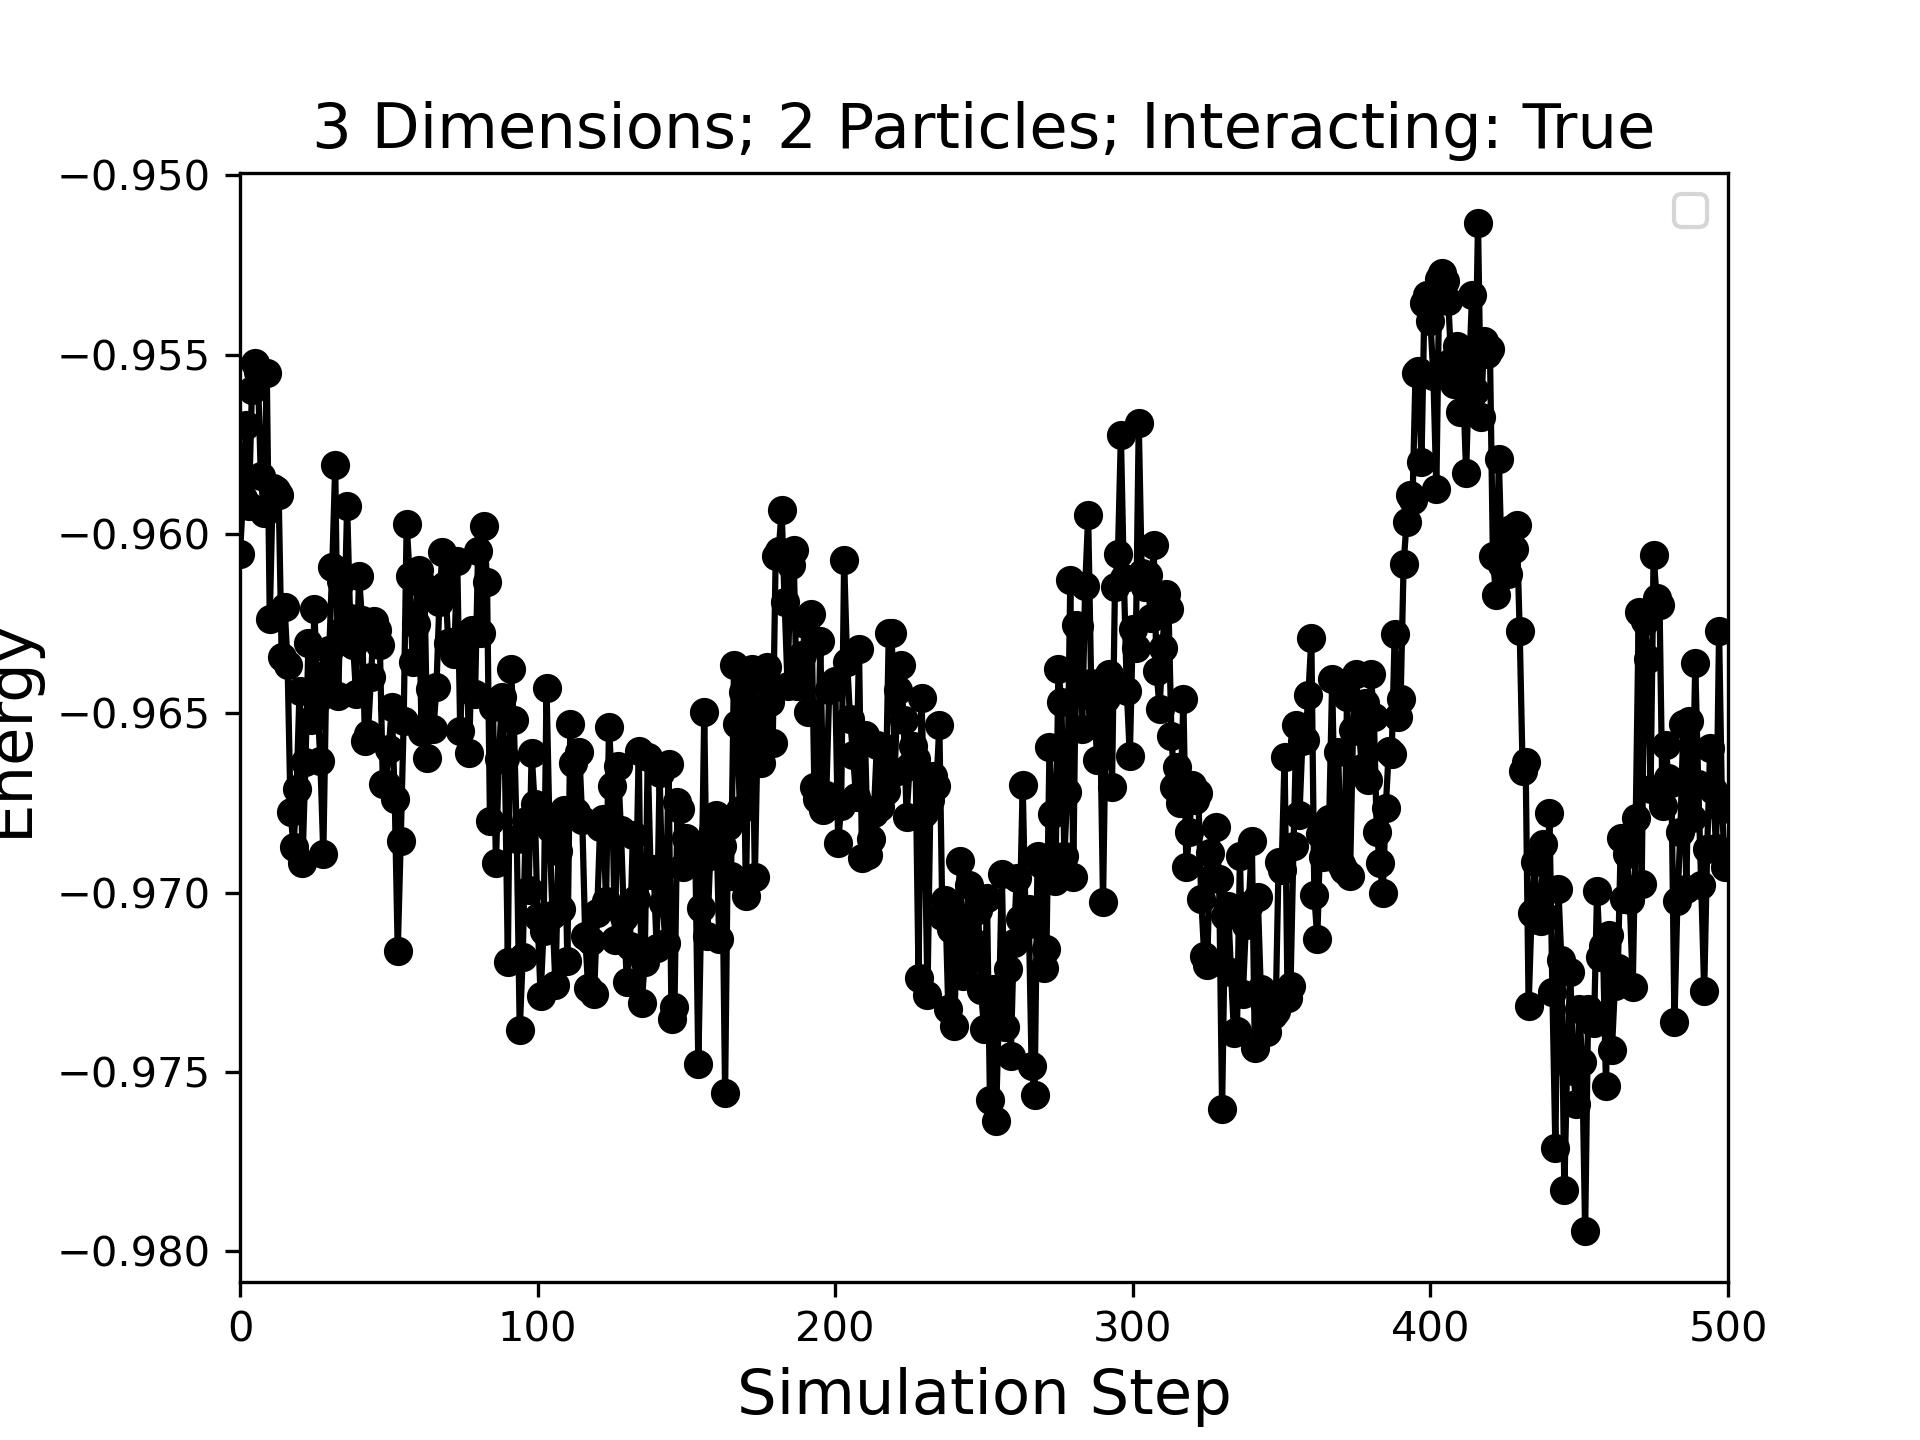 3 Dimensions; 2 Particles; Interacting: True
−0.950
−0.955
−0.960
−0.965
−0.970
−0.975
−0.980
Energy
0 100 200 300 400 500
Simulation Step